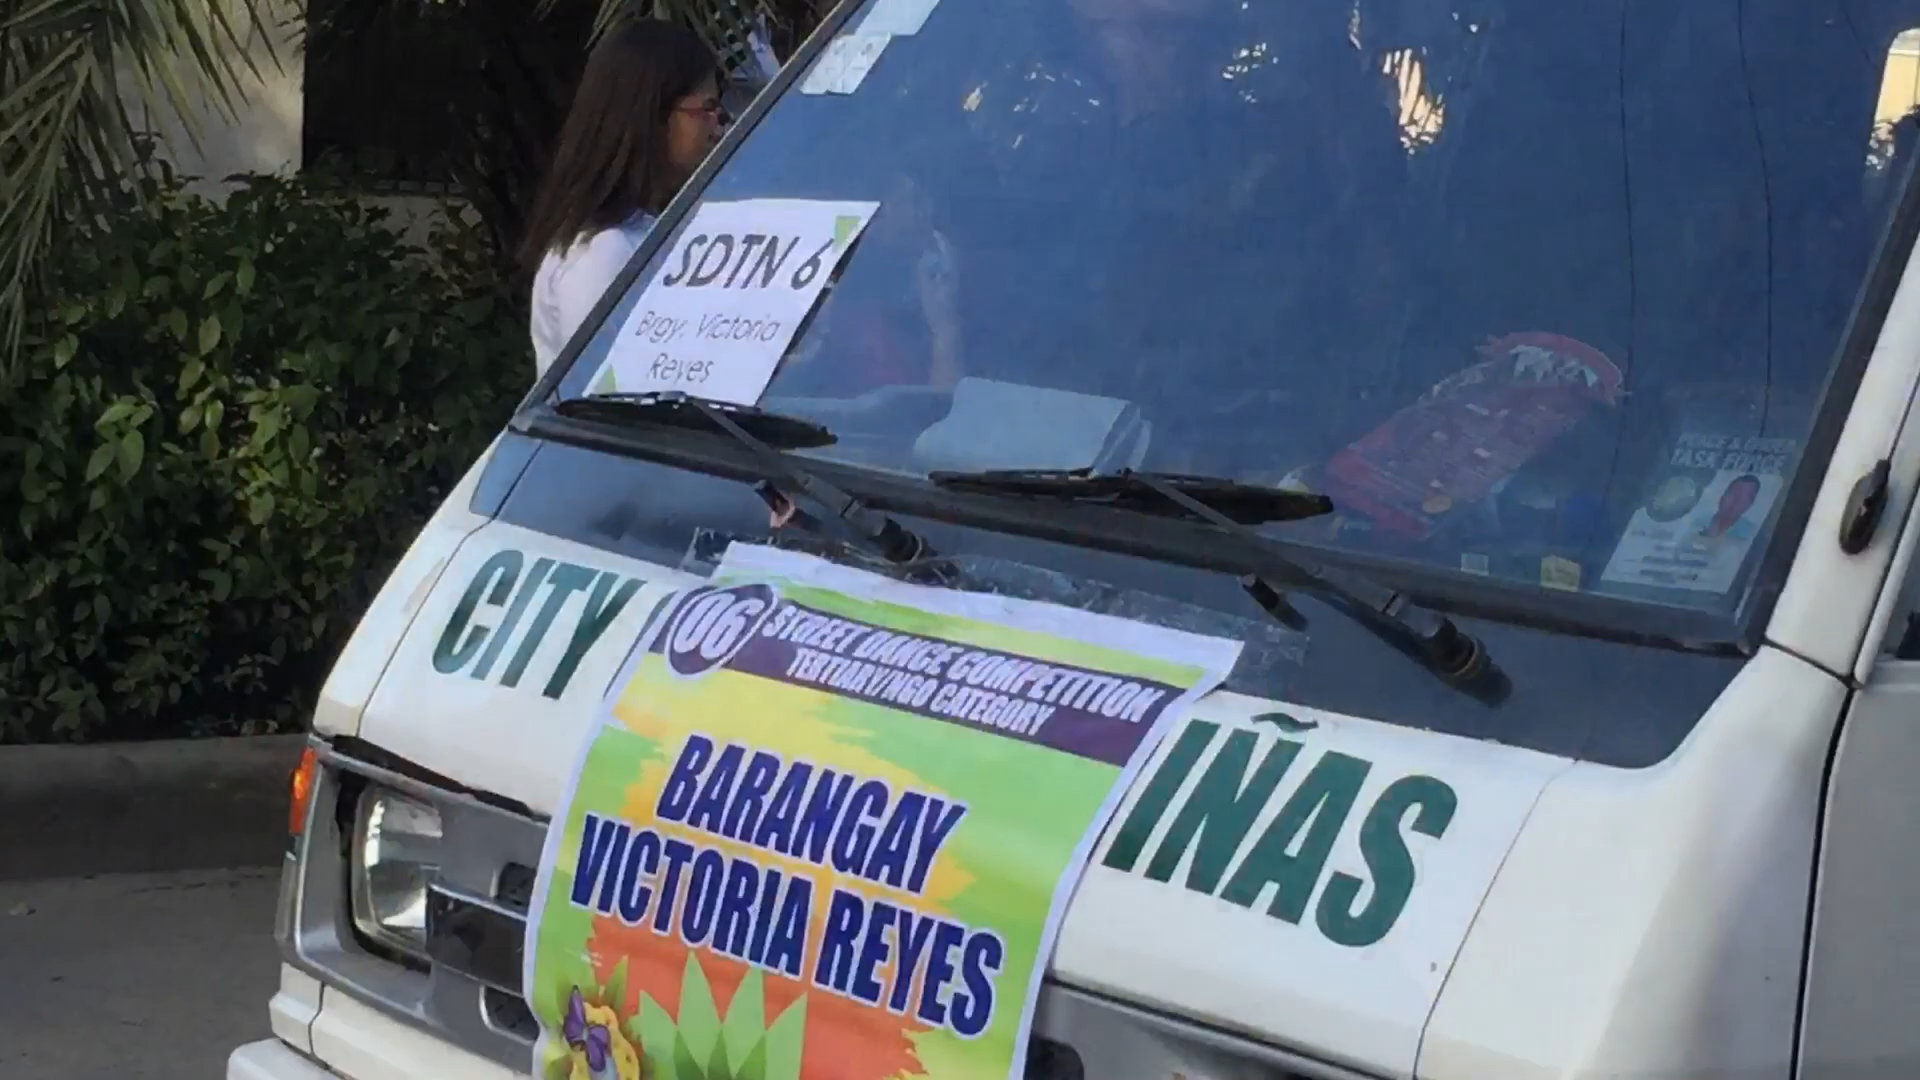 SDTN 6
Brgy. Victoria
Reyes
PEACE & ORDER
TASK FORCE
CITY
IÑAS
06
STREET DANCE COMPETITION
TERTIARY/NGO CATEGORY
BARANGAY
VICTORIA REYES